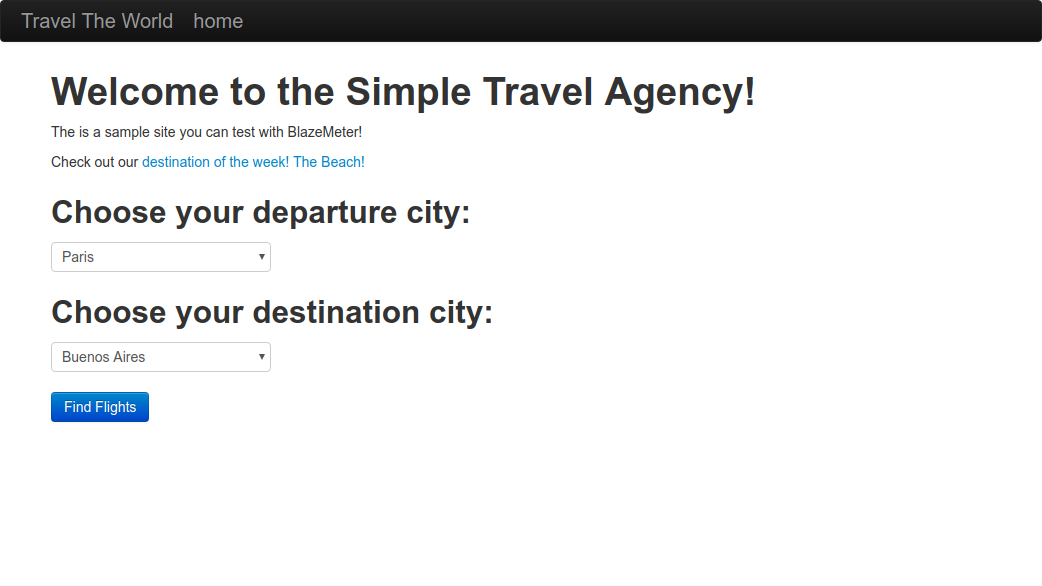 Travel The World home
Welcome to the Simple Travel Agency!
The is a sample site you can test with BlazeMeter!
Check out our destination of the week! The Beach!
Choose your departure city:
Paris
Choose your destination city:
Buenos Aires
Find Flights